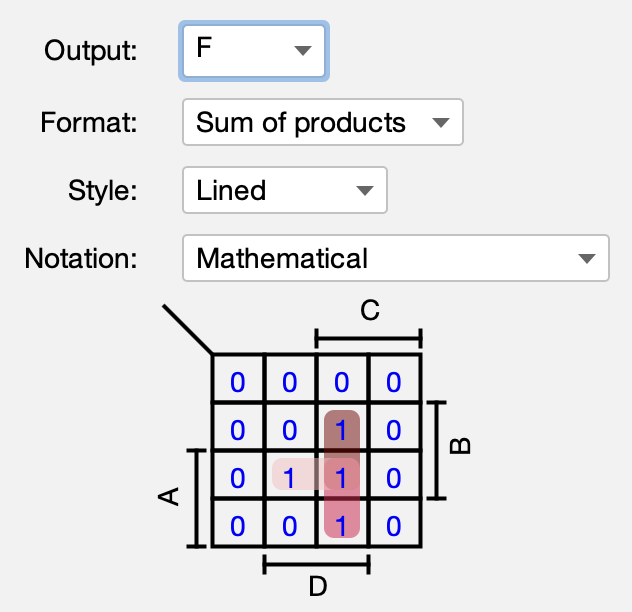 Output: F
Format: Sum of products
Style: Lined
Notation: Mathematical
C
0 0 0 0
0 0 1 0
B
0 1 1 0
A
0 0 1 0
D